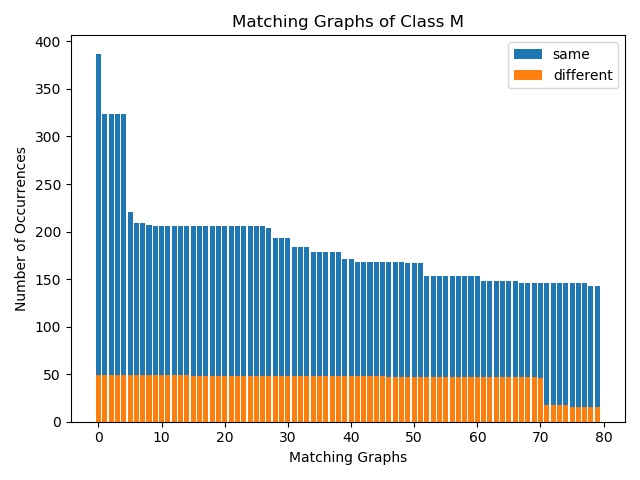 Matching Graphs of Class M
same
different
Number of Occurrences
400
350
300
250
200
150
100
50
0
0 10 20 30 40 50 60 70 80
Matching Graphs